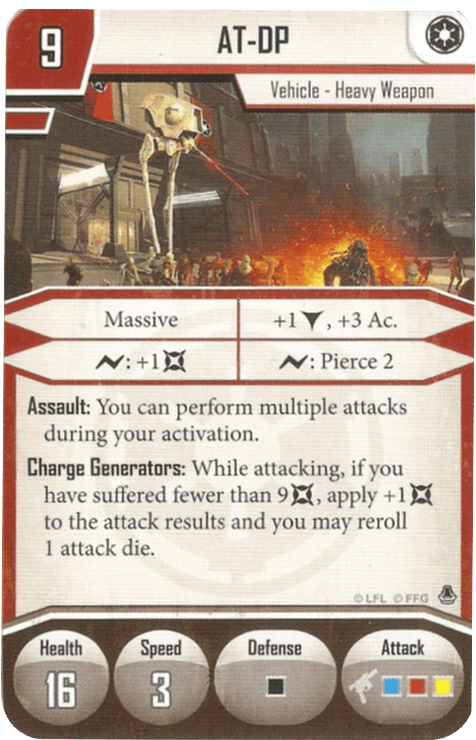 9
AT-DP
Vehicle - Heavy Weapon
Massive
+1, +3 Ac.
: +1
: Pierce 2
Assault: You can perform multiple attacks
during your activation.
Charge Generators: While attacking, if you
have suffered fewer than 9, apply +1
to the attack results and you may reroll
1 attack die.
©LFL ©FFG
Health
Speed
Defense
Attack
16
3